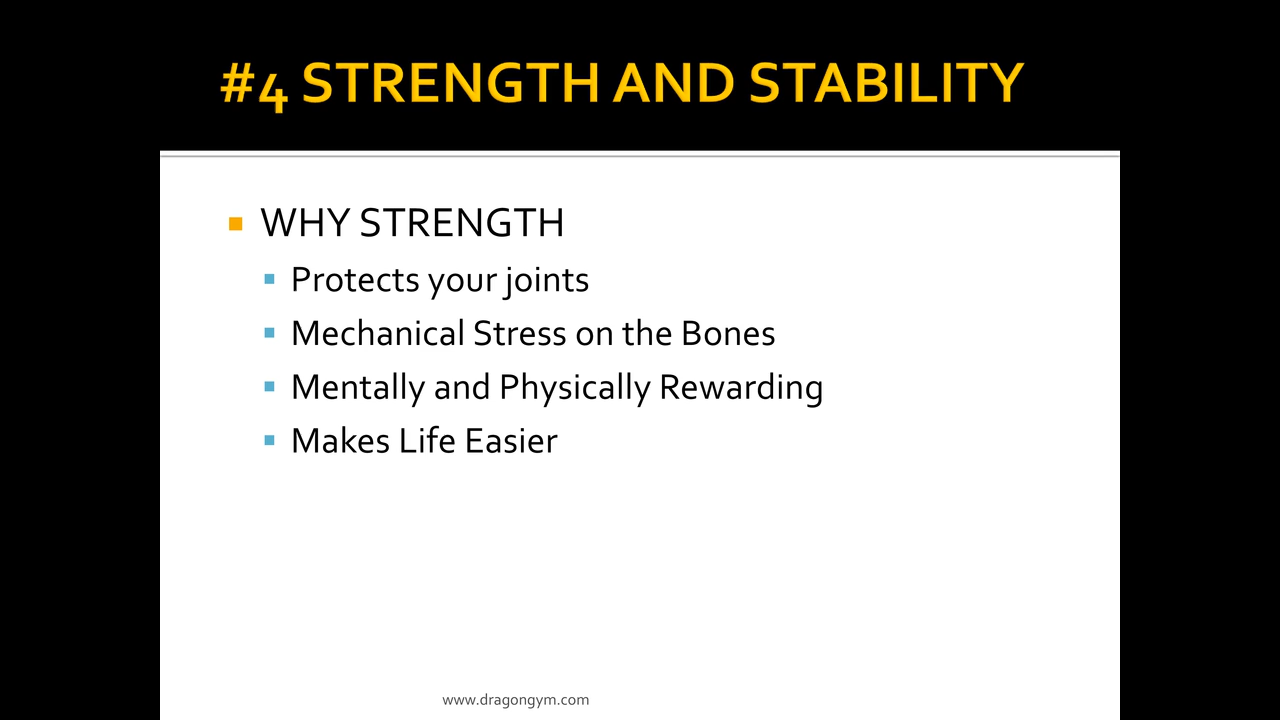 #4 STRENGTH AND STABILITY
WHY STRENGTH
Protects your joints
Mechanical Stress on the Bones
Mentally and Physically Rewarding
Makes Life Easier
www.dragongym.com